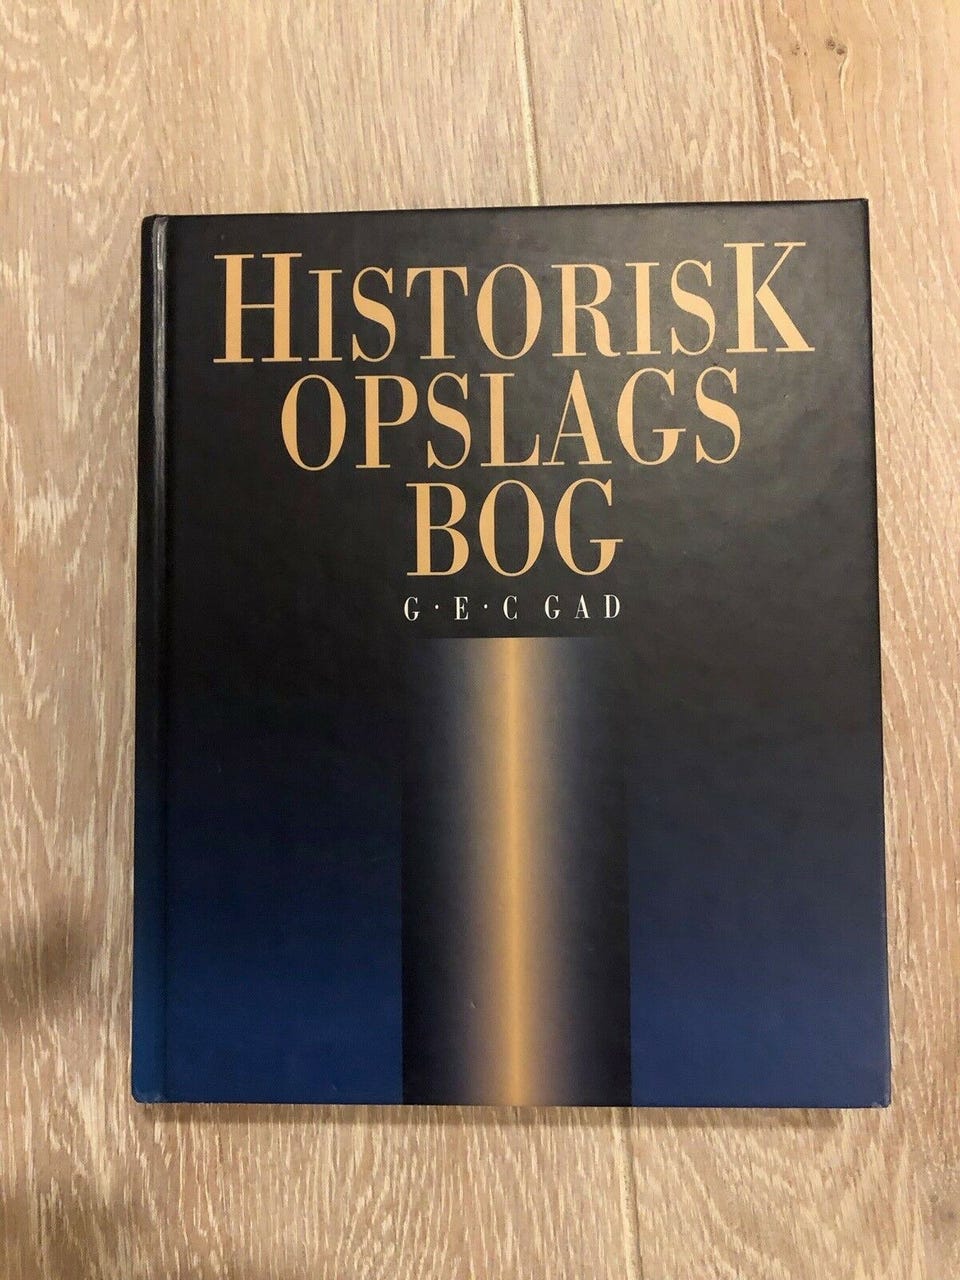 HISTORISK
OPSLAGS
BOG
G·E·C GAD